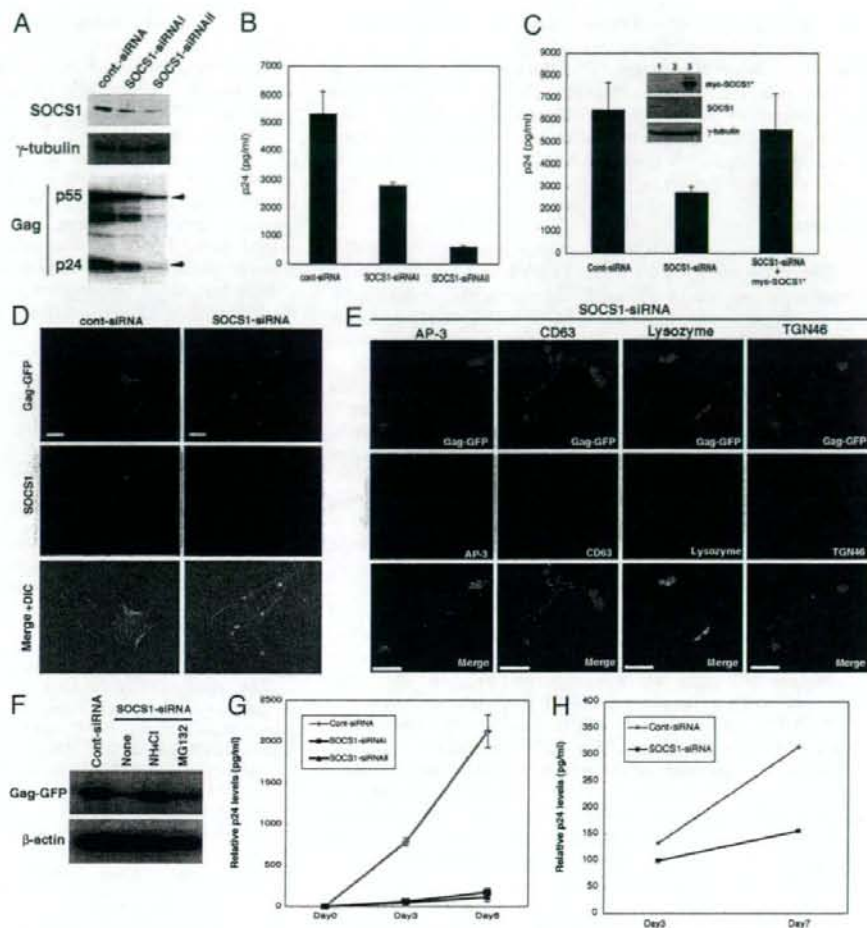 A
cont-siRNA
SOCS1-siRNAI
SOCS1-siRNAII
SOCS1
γ-tubulin
p55
Gag
p24
B
p24 (pg/ml)
7000
6000
5000
4000
3000
2000
1000
0
cont-siRNA
SOCS1-siRNAI
SOCS1-siRNAII
C
p24 (pg/ml)
9000
8000
7000
6000
5000
4000
3000
2000
1000
0
1 2 3
myc-SOCS1*
SOCS1
γ-tubulin
Cont-siRNA
SOCS1-siRNA
SOCS1-siRNA
+
myc-SOCS1*
D
cont-siRNA
SOCS1-siRNA
Gag-GFP
SOCS1
Merge +DIC
E
SOCS1-siRNA
AP-3
CD63
Lysozyme
TGN46
Gag-GFP
Gag-GFP
Gag-GFP
Gag-GFP
AP-3
CD63
Lysozyme
TGN46
Merge
Merge
Merge
Merge
F
Cont-siRNA
SOCS1-siRNA
None
NH4Cl
MG132
Gag-GFP
β-actin
G
Relative p24 levels (pg/ml)
2500
2000
1500
1000
500
0
Cont-siRNA
SOCS1-siRNAI
SOCS1-siRNAII
Day0
Day3
Day6
H
Relative p24 levels (pg/ml)
400
350
300
250
200
150
100
50
0
Cont-siRNA
SOCS1-siRNA
Day3
Day7